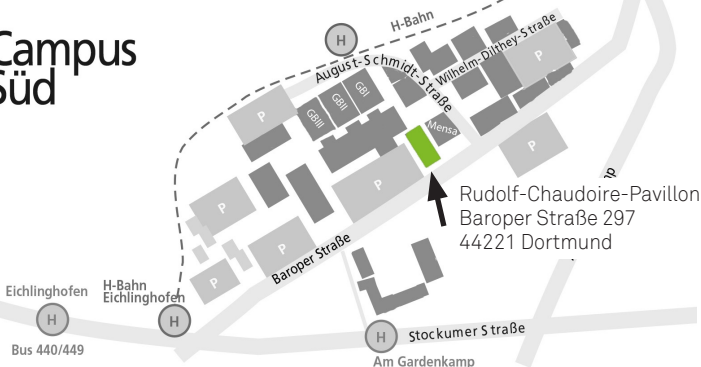 Campus
Süd
H-Bahn
H
August-Schmidt-Straße
Wilhelm-Dilthey-Straße
P
P
GBIII
GBII
GBI
Mensa
P
P
P
P
P
Rudolf-Chaudoire-Pavillon
Baroper Straße 297
44221 Dortmund
Baroper Straße
Eichlinghofen
H
Bus 440/449
H-Bahn
Eichlinghofen
H
H
Stockumer Straße
Am Gardenkamp